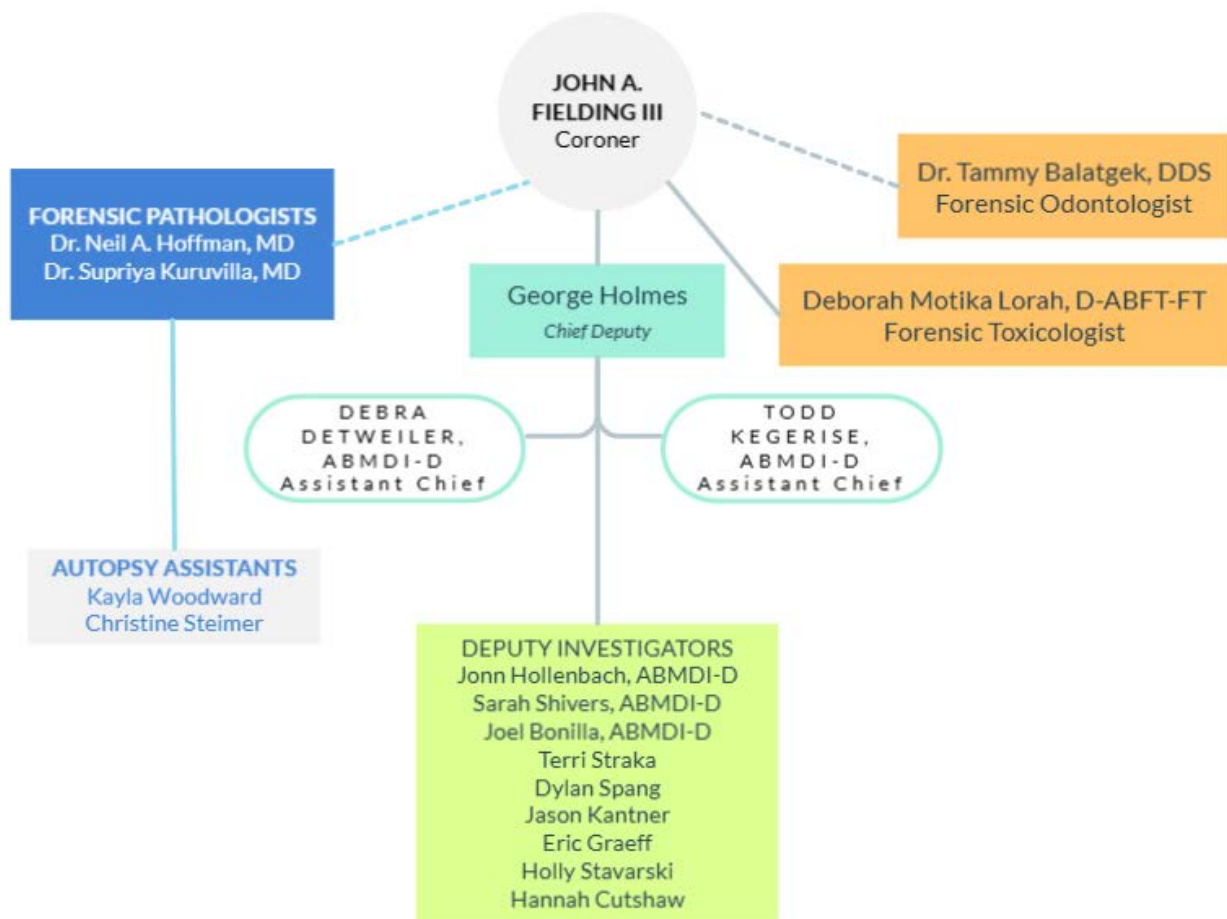 JOHN A.
FIELDING III
Coroner
Dr. Tammy Balatgek, DDS
Forensic Odontologist
FORENSIC PATHOLOGISTS
Dr. Neil A. Hoffman, MD
Dr. Supriya Kuruvilla, MD
George Holmes
Chief Deputy
Deborah Motika Lorah, D-ABFT-FT
Forensic Toxicologist
DEBRA
DETWEILER,
ABMDI-D
Assistant Chief
TODD
KEGERISE,
ABMDI-D
Assistant Chief
AUTOPSY ASSISTANTS
Kayla Woodward
Christine Steimer
DEPUTY INVESTIGATORS
Jonn Hollenbach, ABMDI-D
Sarah Shivers, ABMDI-D
Joel Bonilla, ABMDI-D
Terri Straka
Dylan Spang
Jason Kantner
Eric Graeff
Holly Stavarski
Hannah Cutshaw